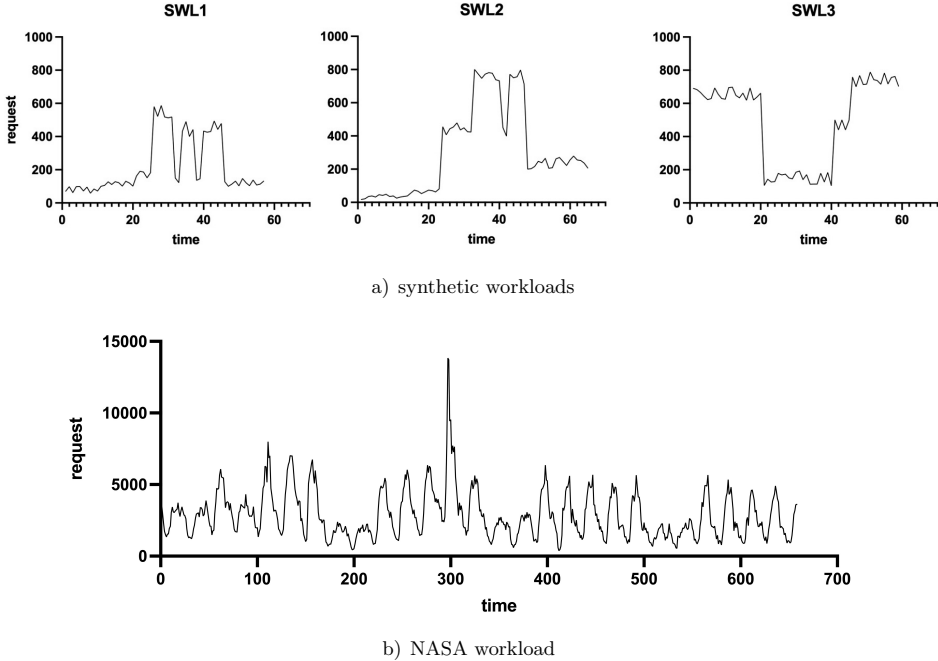 SWL1 SWL2 SWL3
1000 1000 1000
800 800 800
600 600 600
request
400 400 400
200 200 200
0 0 0
0 20 40 60 0 20 40 60 0 20 40 60
time time time
a) synthetic workloads
15000
10000
request
5000
0
0 100 200 300 400 500 600 700
time
b) NASA workload